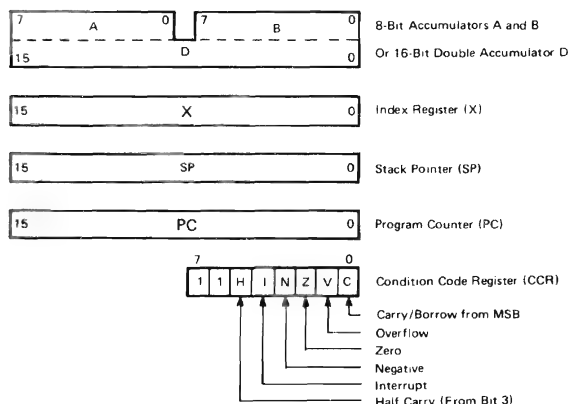 7 A 0 7 B 0 8-Bit Accumulators A and B
15 D 0 Or 16-Bit Double Accumulator D
15 X 0 Index Register (X)
15 SP 0 Stack Pointer (SP)
15 PC 0 Program Counter (PC)
7 0
1 1 H I N Z V C Condition Code Register (CCR)
Carry/Borrow from MSB
Overflow
Zero
Negative
Interrupt
Half Carry (From Bit 3)